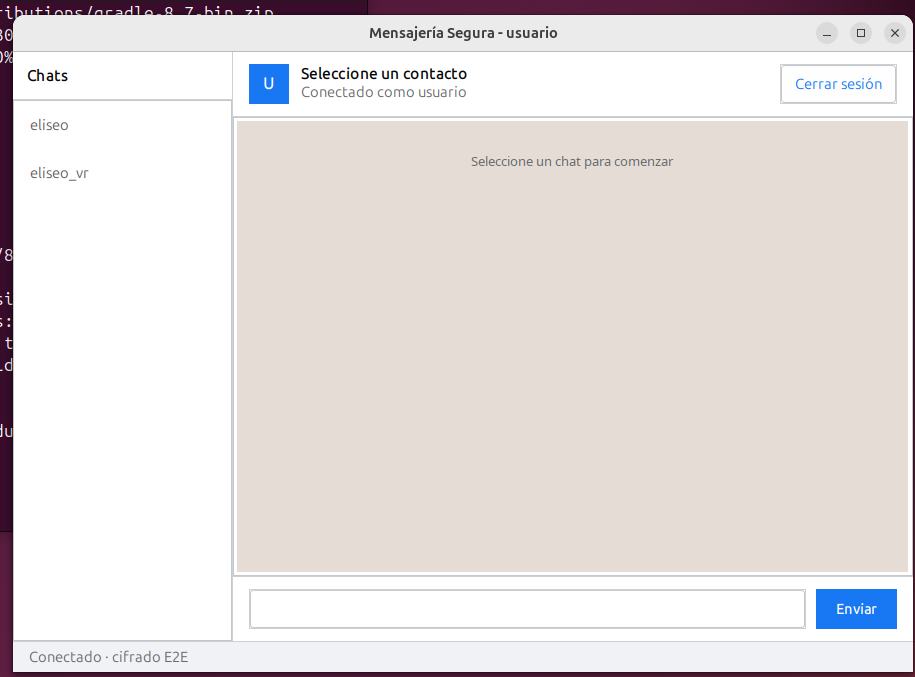 ributions/gradle-8.7-bin.zip
Mensajería Segura - usuario
Chats
eliseo
eliseo_vr
U
Seleccione un contacto
Conectado como usuario
Cerrar sesión
Seleccione un chat para comenzar
Enviar
Conectado · cifrado E2E